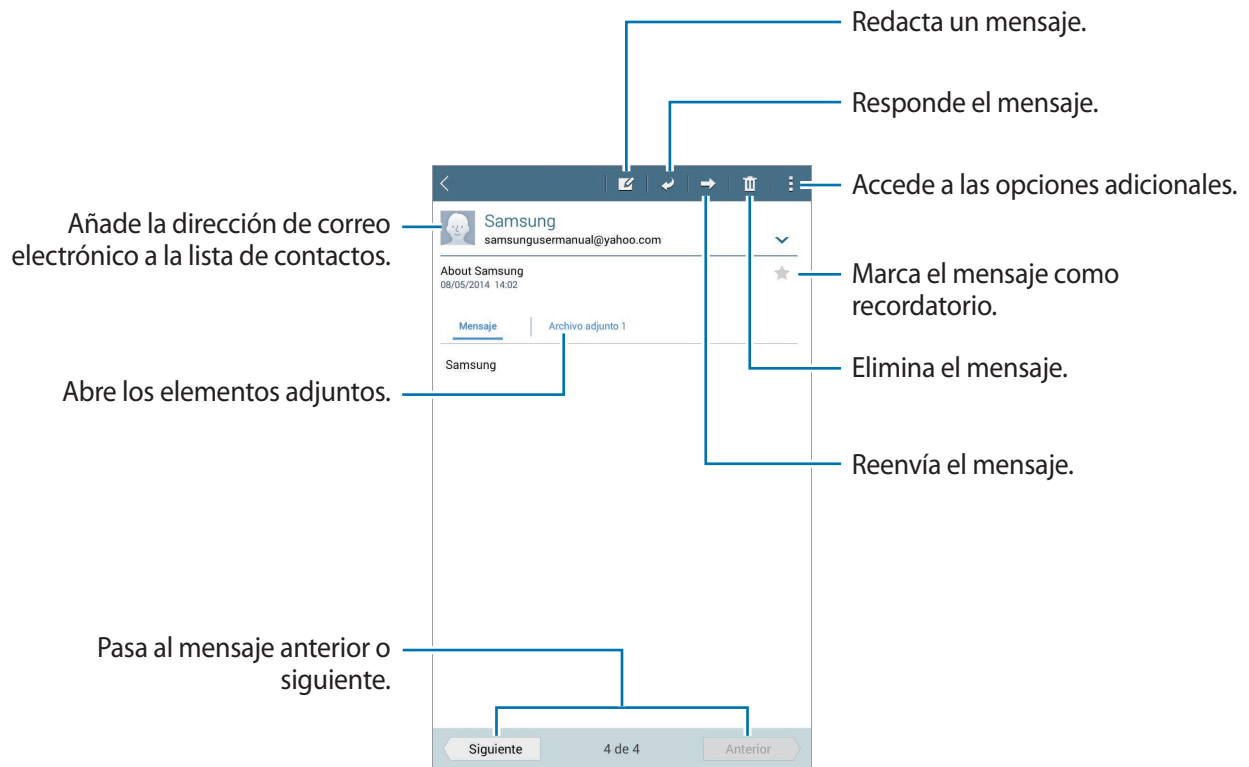 Redacta un mensaje.
Responde el mensaje.
Accede a las opciones adicionales.
Añade la dirección de correo
electrónico a la lista de contactos.
Samsung
samsungusermanual@yahoo.com
About Samsung
08/05/2014 14:02
Marca el mensaje como
recordatorio.
Mensaje
Archivo adjunto 1
Samsung
Elimina el mensaje.
Abre los elementos adjuntos.
Reenvía el mensaje.
Pasa al mensaje anterior o
siguiente.
Siguiente
4 de 4
Anterior